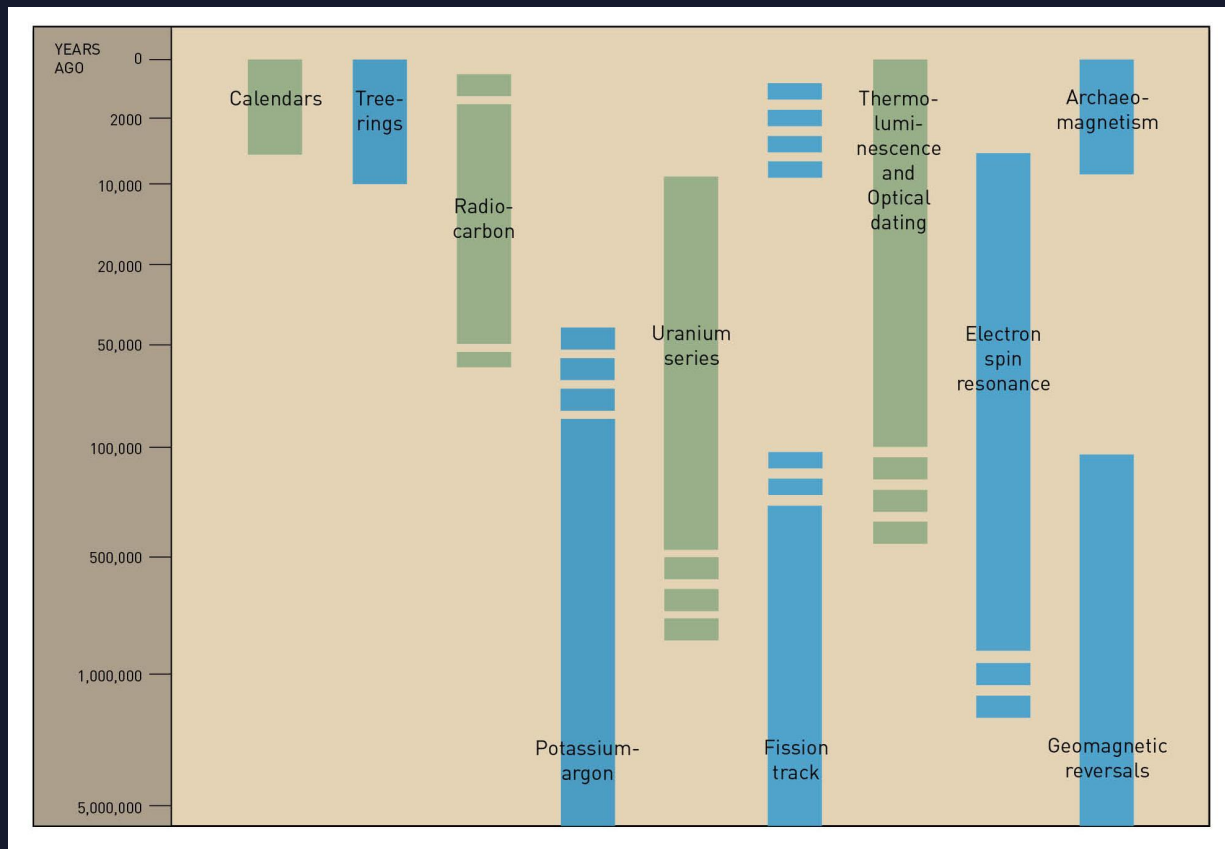 YEARS
AGO
0
2000
10,000
20,000
50,000
100,000
500,000
1,000,000
5,000,000
Calendars
Tree-
rings
Radio-
carbon
Potassium-
argon
Uranium
series
Fission
track
Thermo-
lumi-
nescence
and
Optical
dating
Electron
spin
resonance
Archaeo-
magnetism
Geomagnetic
reversals